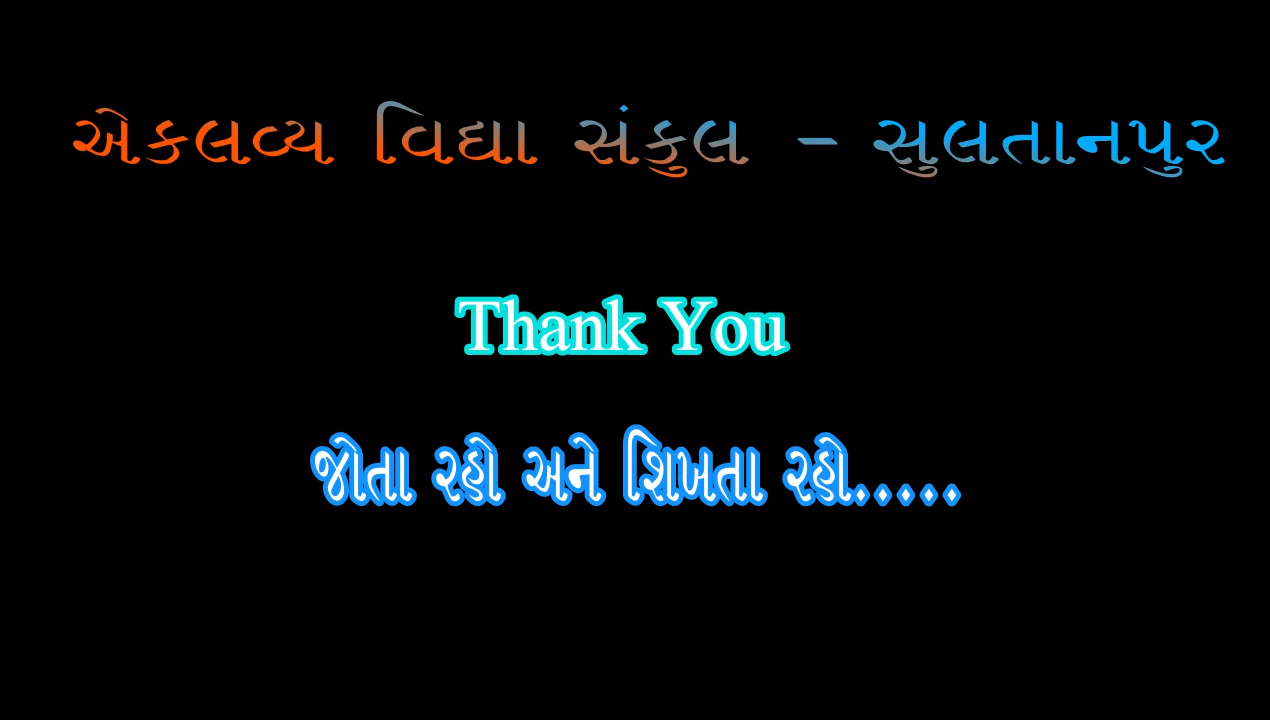 એકલવ્ય વિદ્યા સંકુલ - સુલતાનપુર
Thank You
જોતા રહો અને શિખતા રહો.....